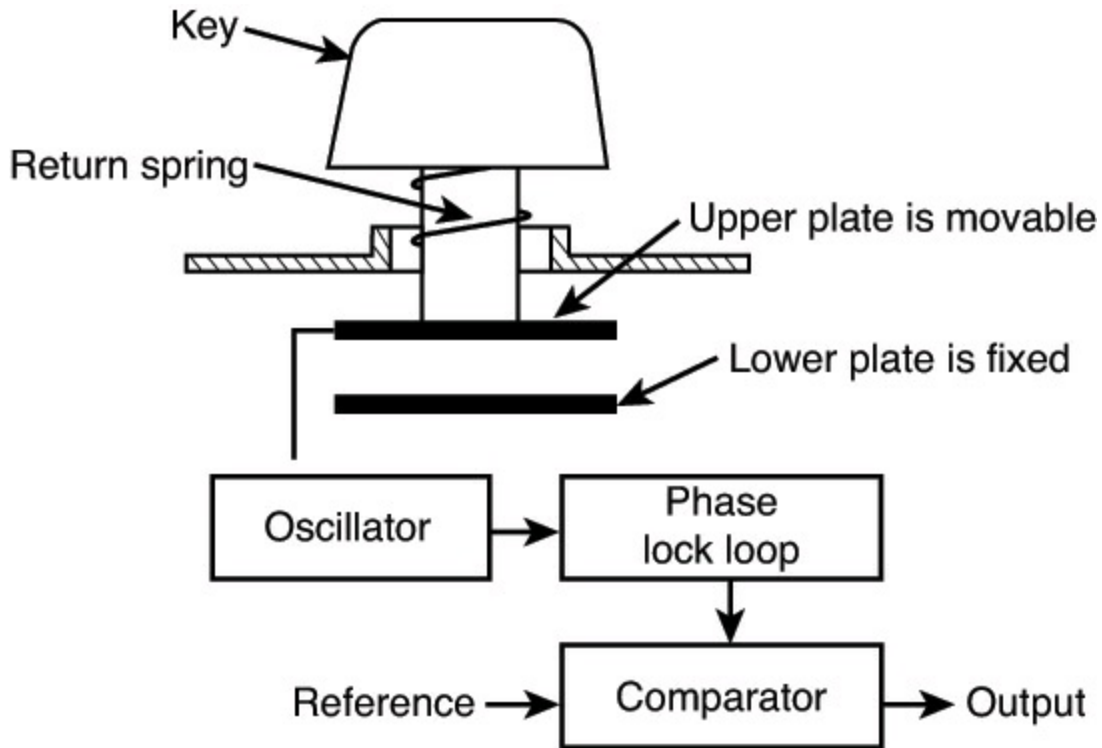 Key
Return spring
Upper plate is movable
Lower plate is fixed
Oscillator
Phase
lock loop
Reference
Comparator
Output